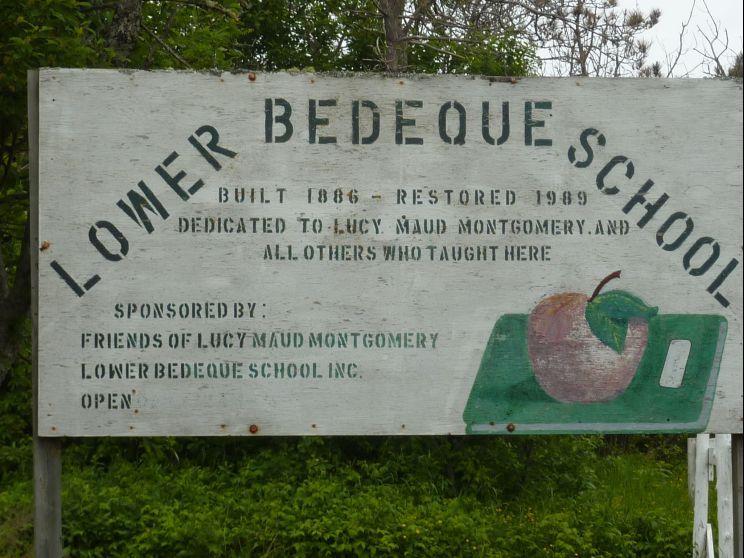 LOWER BEDEQUE SCHOOL
BUILT 1886 - RESTORED 1989
DEDICATED TO LUCY. MAUD MONTGOMERY. AND
ALL OTHERS WHO TAUGHT HERE
SPONSORED BY:
FRIENDS OF LUCY MAUD MONTGOMERY
LOWER BEDEQUE SCHOOL INC.
OPEN